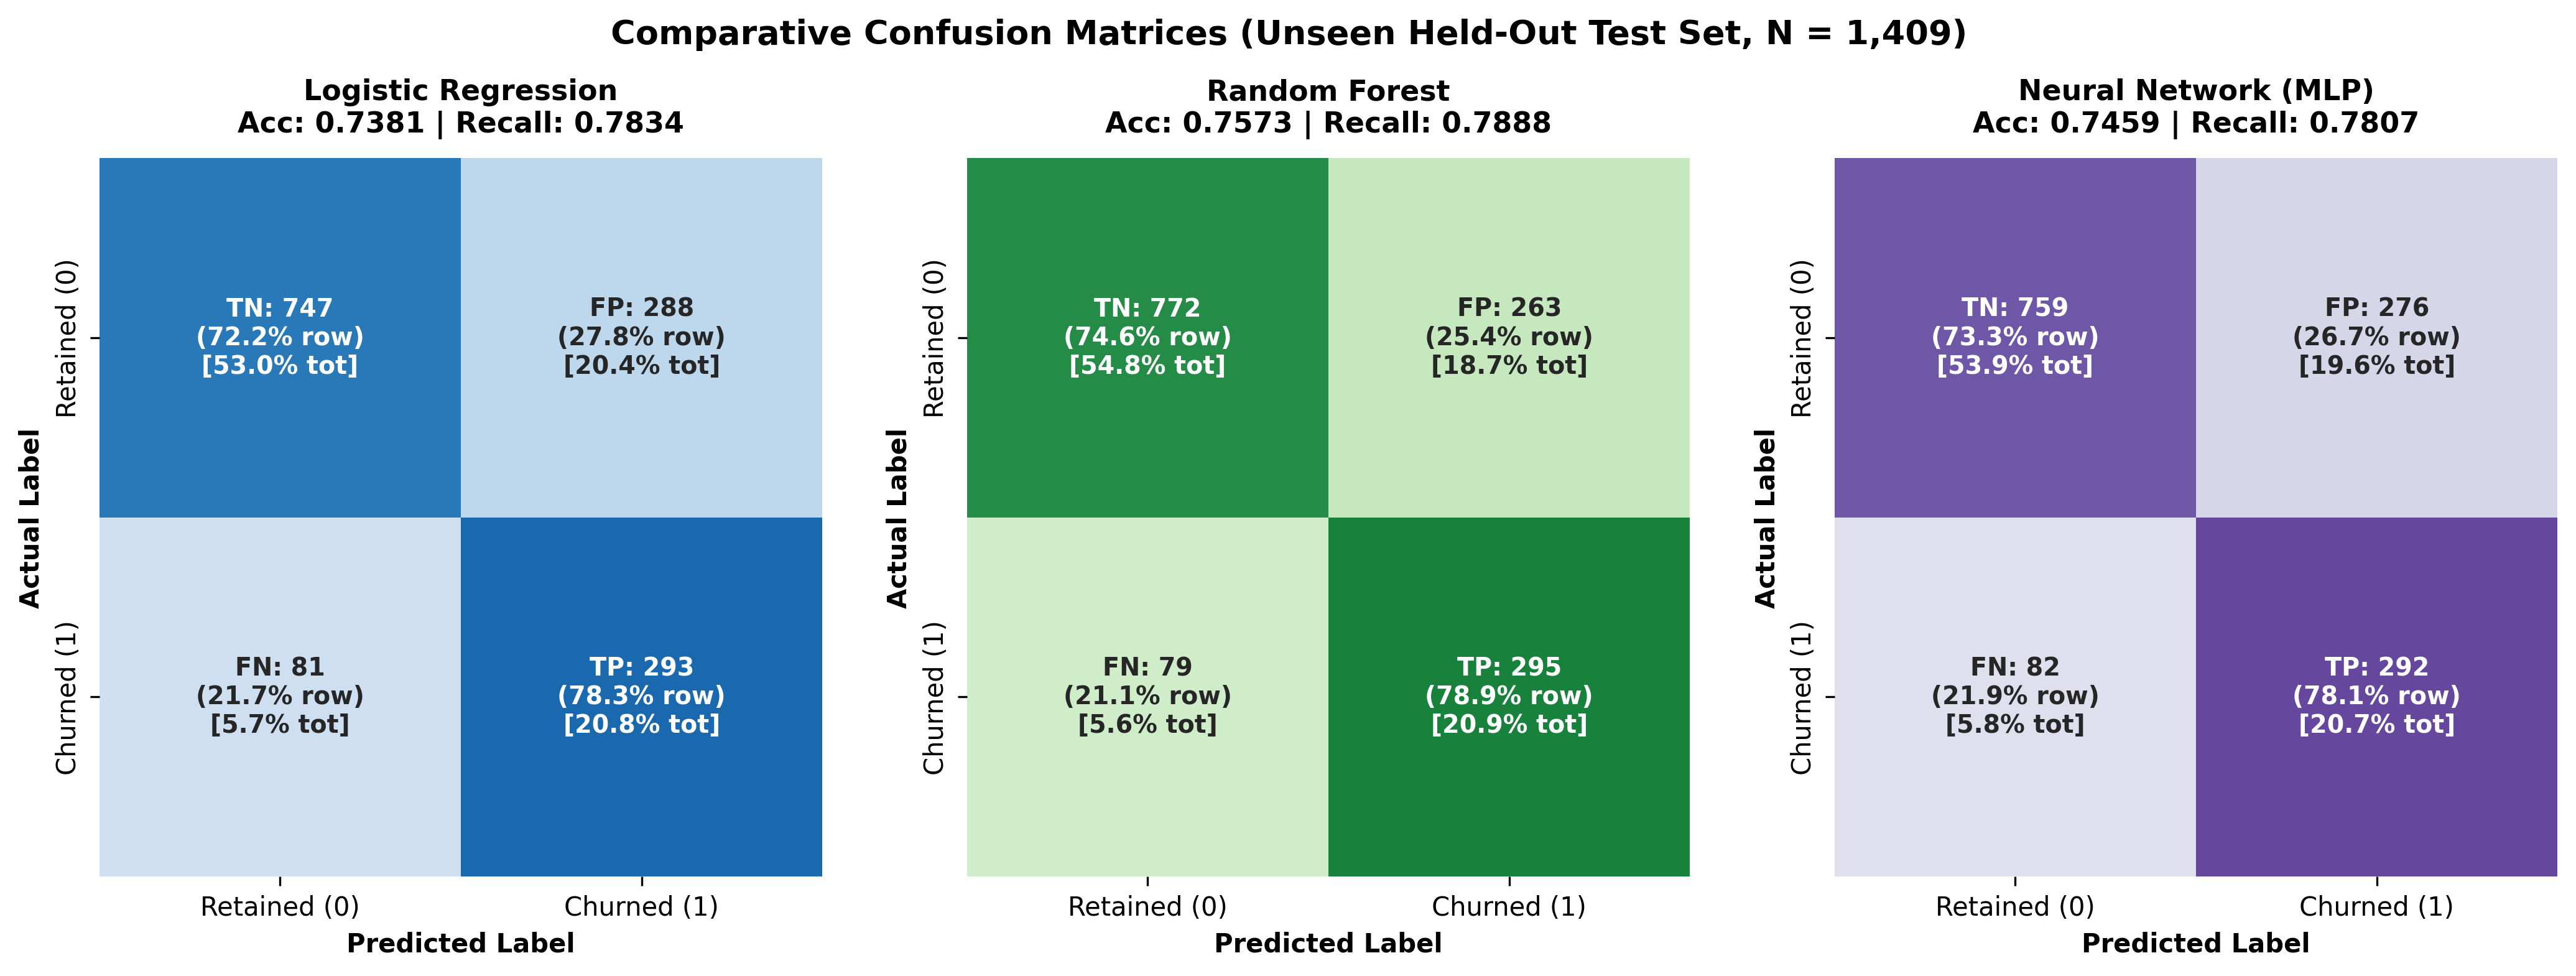 Comparative Confusion Matrices (Unseen Held-Out Test Set, N = 1,409)
Logistic Regression
Acc: 0.7381 | Recall: 0.7834
Actual Label
Retained (0)
Churned (1)
TN: 747
(72.2% row)
[53.0% tot]
FP: 288
(27.8% row)
[20.4% tot]
FN: 81
(21.7% row)
[5.7% tot]
TP: 293
(78.3% row)
[20.8% tot]
Retained (0)
Churned (1)
Predicted Label
Random Forest
Acc: 0.7573 | Recall: 0.7888
Actual Label
Retained (0)
Churned (1)
TN: 772
(74.6% row)
[54.8% tot]
FP: 263
(25.4% row)
[18.7% tot]
FN: 79
(21.1% row)
[5.6% tot]
TP: 295
(78.9% row)
[20.9% tot]
Retained (0)
Churned (1)
Predicted Label
Neural Network (MLP)
Acc: 0.7459 | Recall: 0.7807
Actual Label
Retained (0)
Churned (1)
TN: 759
(73.3% row)
[53.9% tot]
FP: 276
(26.7% row)
[19.6% tot]
FN: 82
(21.9% row)
[5.8% tot]
TP: 292
(78.1% row)
[20.7% tot]
Retained (0)
Churned (1)
Predicted Label